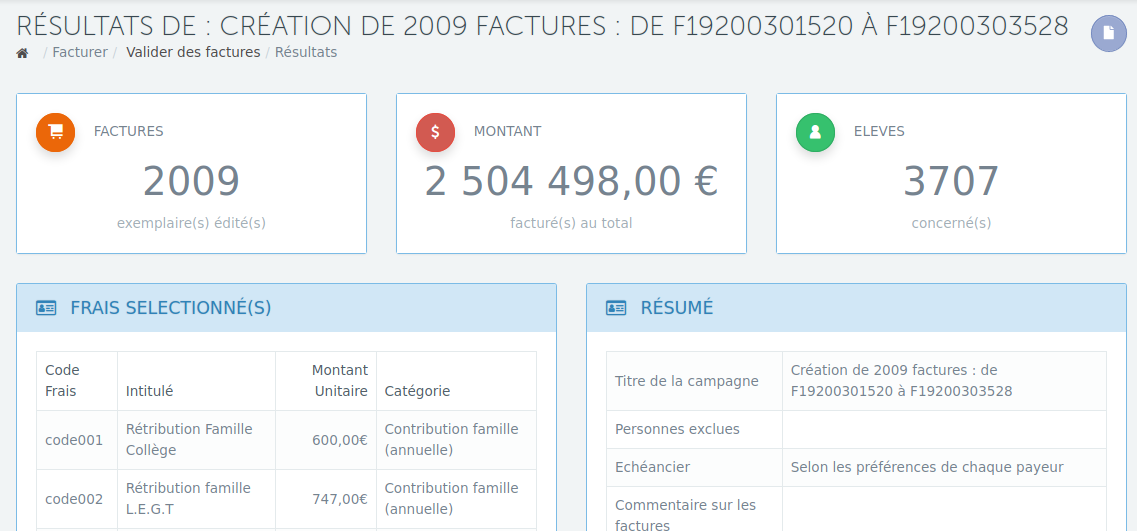 RÉSULTATS DE : CRÉATION DE 2009 FACTURES : DE F19200301520 À F19200303528
/ Facturer / Valider des factures / Résultats
FACTURES
2009
exemplaire(s) édité(s)
$
MONTANT
2 504 498,00 €
facturé(s) au total
ELEVES
3707
concerné(s)
FRAIS SELECTIONNÉ(S)
Code Frais
Intitulé
Montant Unitaire
Catégorie
code001
Rétribution Famille
Collège
600,00€
Contribution famille
(annuelle)
code002
Rétribution famille
L.E.G.T
747,00€
Contribution famille
(annuelle)
RÉSUMÉ
Titre de la campagne
Création de 2009 factures : de
F19200301520 à F19200303528
Personnes exclues
Echéancier
Selon les préférences de chaque payeur
Commentaire sur les
factures